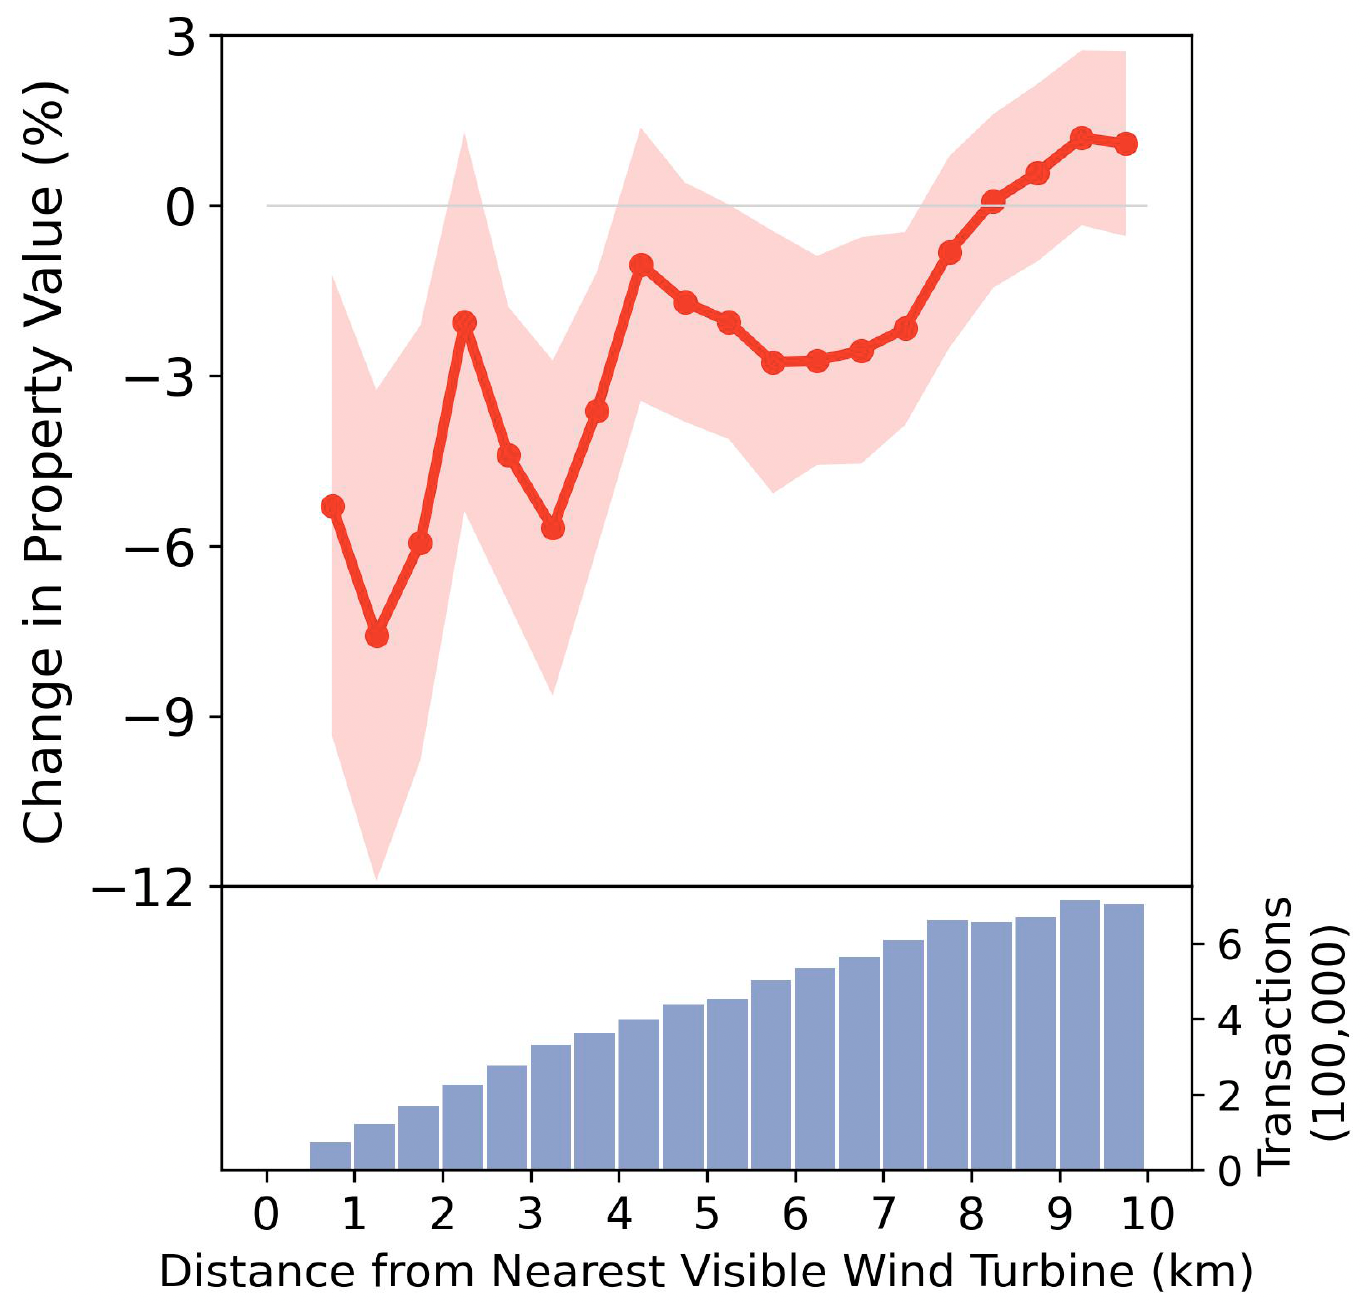 Change in Property Value (%)
3
0
−3
−6
−9
−12
6
4
2
0
Transactions
(100,000)
0 1 2 3 4 5 6 7 8 9 10
Distance from Nearest Visible Wind Turbine (km)